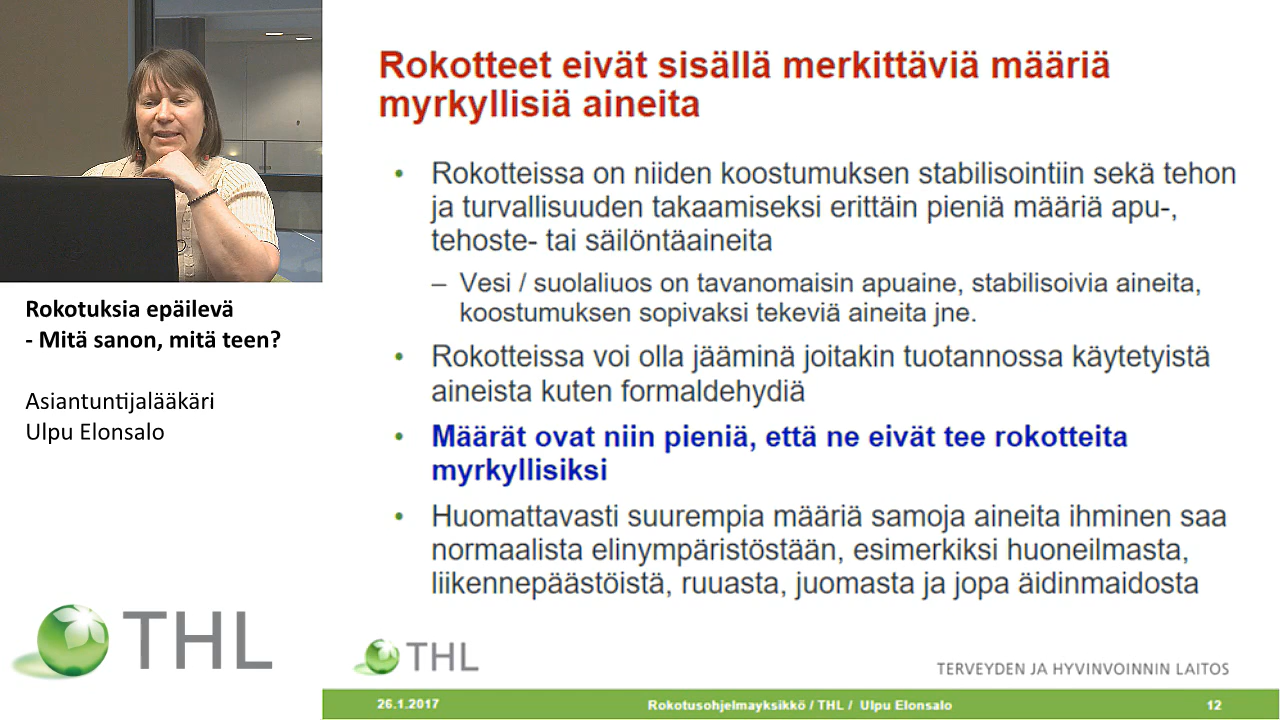 Rokotteet eivät sisällä merkittäviä määriä
myrkyllisiä aineita
• Rokotteissa on niiden koostumuksen stabilisointiin sekä tehon
ja turvallisuuden takaamiseksi erittäin pieniä määriä apu-,
tehoste- tai säilöntäaineita
– Vesi / suolaliuos on tavanomaisin apuaine, stabilisoivia aineita,
koostumuksen sopivaksi tekeviä aineita jne.
• Rokotteissa voi olla jääminä joitakin tuotannossa käytetyistä
aineista kuten formaldehydiä
• Määrät ovat niin pieniä, että ne eivät tee rokotteita
myrkyllisiksi
• Huomattavasti suurempia määriä samoja aineita ihminen saa
normaalista elinympäristöstään, esimerkiksi huoneilmasta,
liikennepäästöistä, ruuasta, juomasta ja jopa äidinmaidosta
THL
TERVEYDEN JA HYVINVOINNIN LAITOS
26.1.2017
Rokotusohjelmayksikkö / THL / Ulpu Elonsalo
12
Rokotuksia epäilevä
- Mitä sanon, mitä teen?
Asiantuntijalääkäri
Ulpu Elonsalo
THL